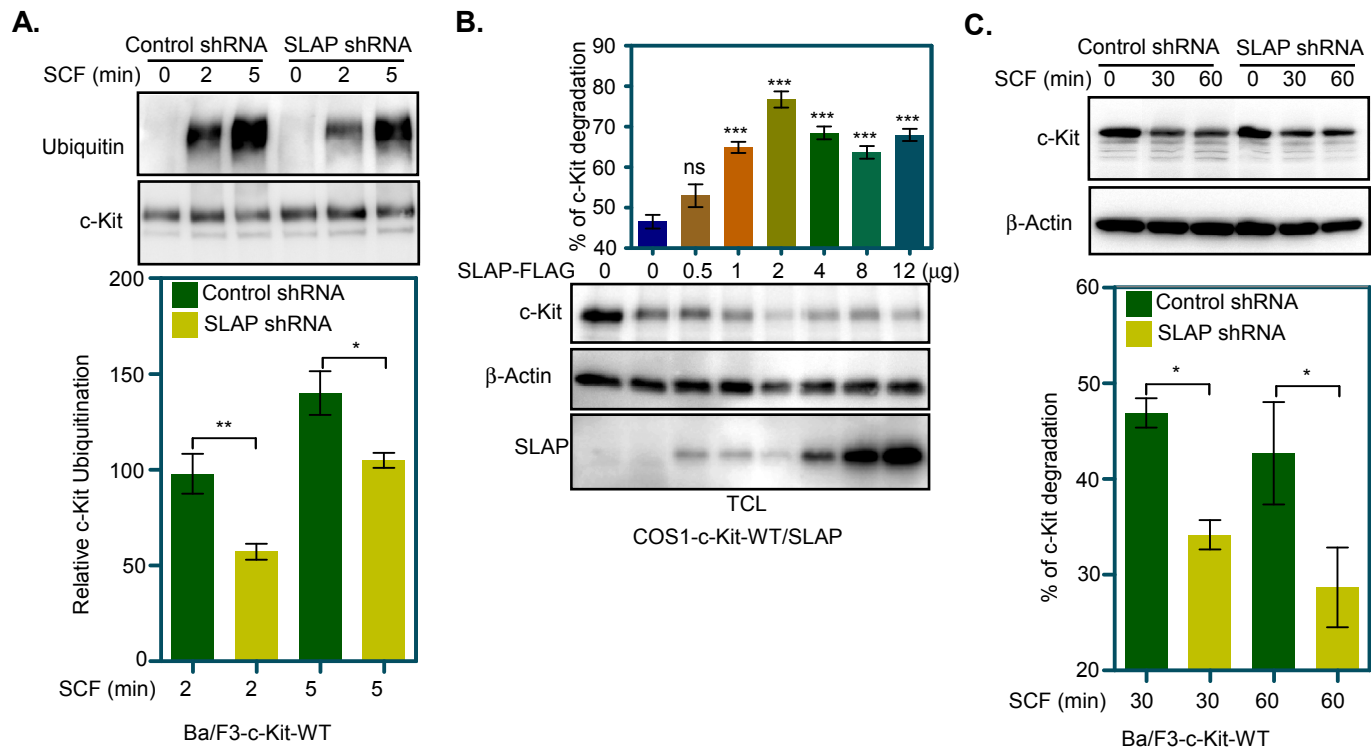 A.
Control shRNA SLAP shRNA
SCF (min) 0 2 5 0 2 5
Ubiquitin
c-Kit
200
150
100
50
0
Relative c-Kit Ubiquitination
Control shRNA
SLAP shRNA
** *
SCF (min) 2 2 5 5
Ba/F3-c-Kit-WT
B.
90
80
70
60
50
40
% of c-Kit degradation
ns *** *** *** *** ***
SLAP-FLAG 0 0 0.5 1 2 4 8 12 (μg)
c-Kit
β-Actin
SLAP
TCL
COS1-c-Kit-WT/SLAP
C.
Control shRNA SLAP shRNA
SCF (min) 0 30 60 0 30 60
c-Kit
β-Actin
60
50
40
30
20
% of c-Kit degradation
Control shRNA
SLAP shRNA
* *
SCF (min) 30 30 60 60
Ba/F3-c-Kit-WT